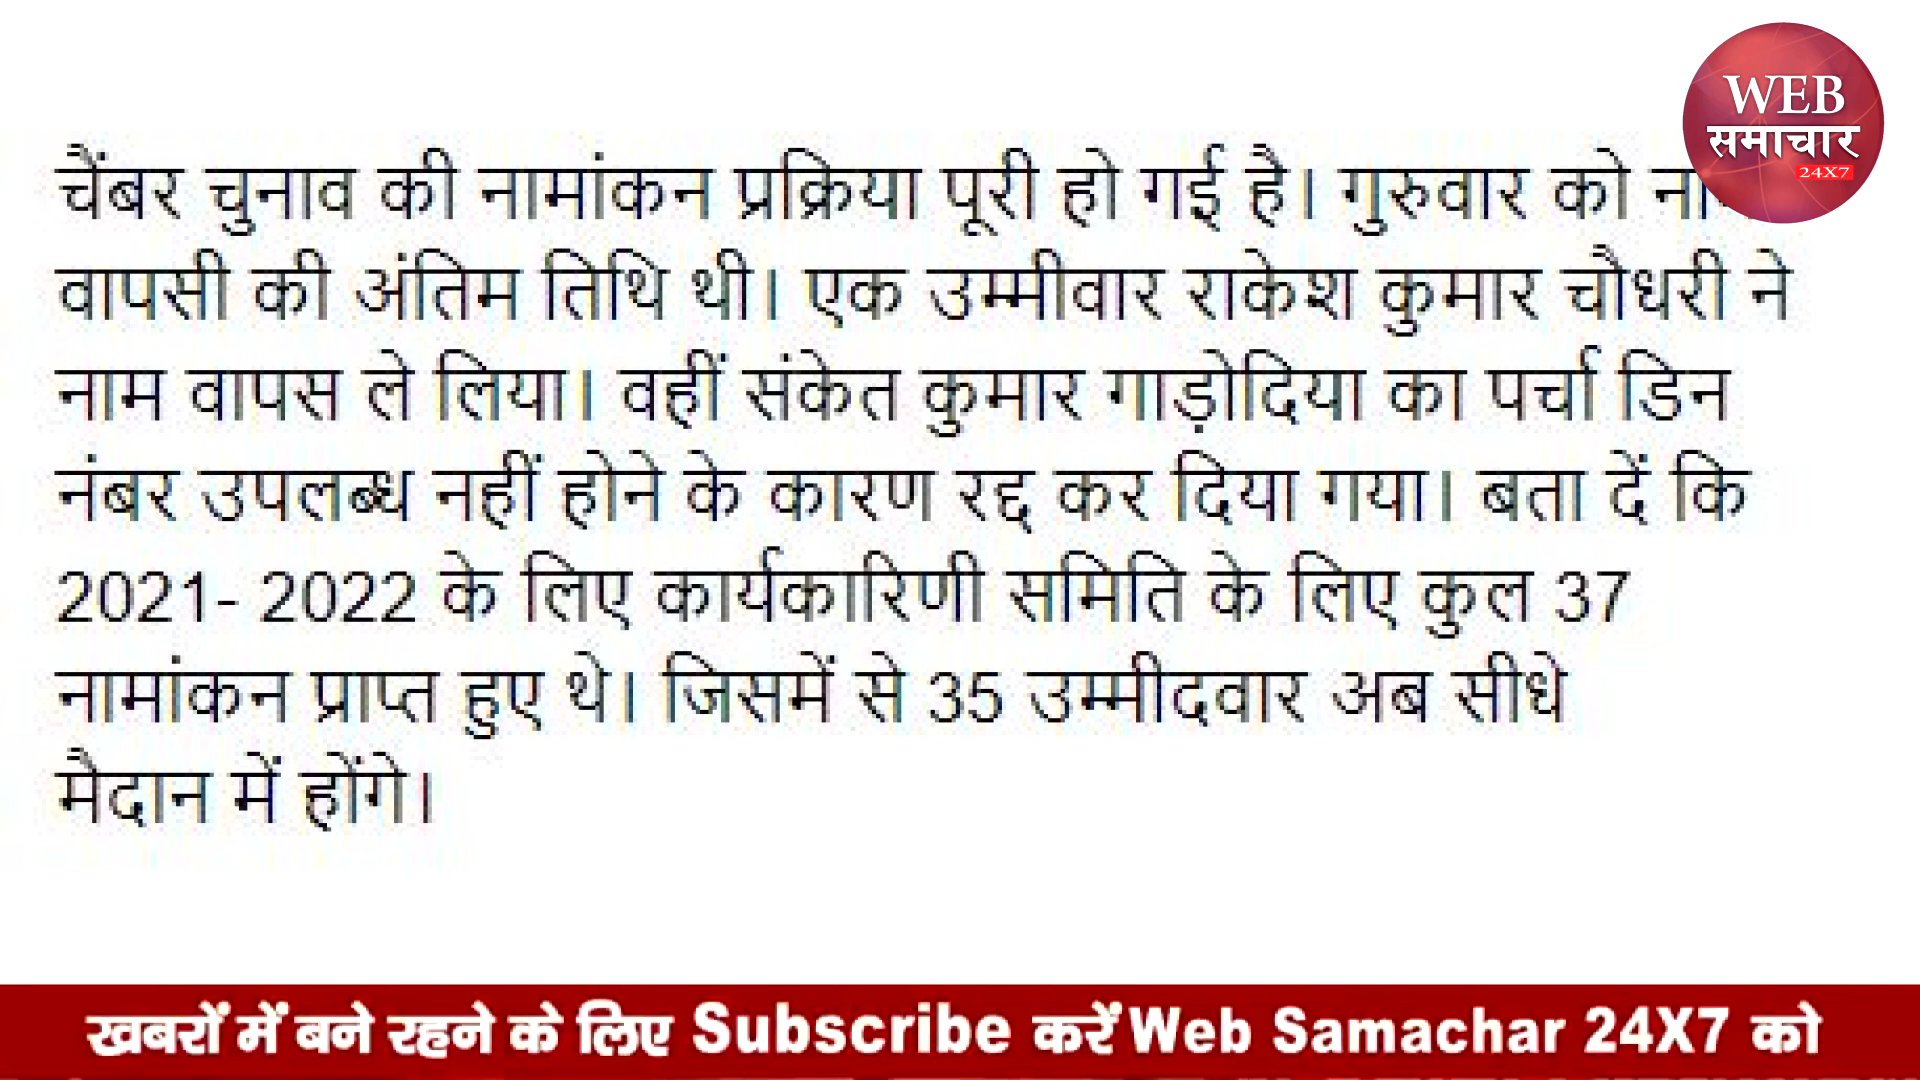 WEB
समाचार
24X7
चैंबर चुनाव की नामांकन प्रक्रिया पूरी हो गई है। गुरुवार को
वापसी की अंतिम तिथि थी। एक उम्मीवार राकेश कुमार चौधरी ने
नाम वापस ले लिया। वहीं संकेत कुमार गाड़ोदिया का पर्चा डिन
नंबर उपलब्ध नहीं होने के कारण रद्द कर दिया गया। बता दें कि
2021- 2022 के लिए कार्यकारिणी समिति के लिए कुल 37
नामांकन प्राप्त हुए थे। जिसमें से 35 उम्मीदवार अब सीधे
मैदान में होंगे।
खबरों में बने रहने के लिए Subscribe करें Web Samachar 24X7 को